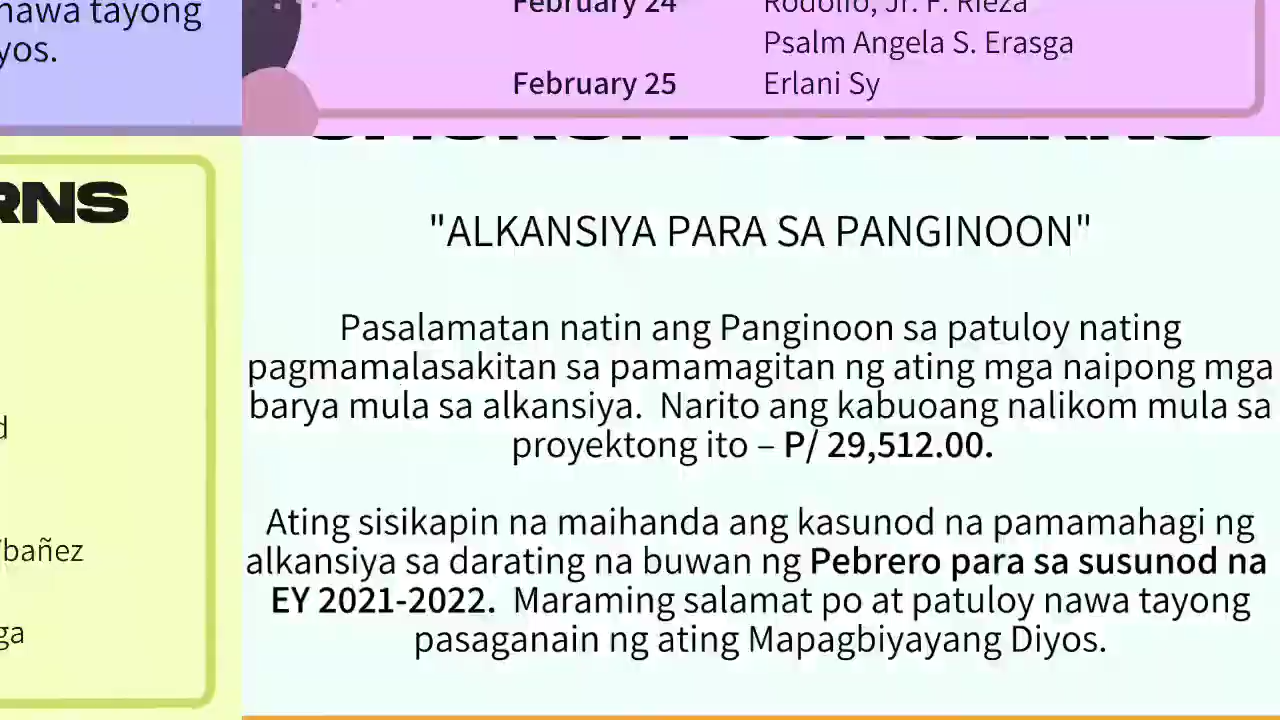 nawa tayong
yos.
February 24 Rodolfo, Jr. F. Rieza
Psalm Angela S. Erasga
February 25 Erlani Sy
RNS
d
bañez
ga
"ALKANSIYA PARA SA PANGINOON"
Pasalamatan natin ang Panginoon sa patuloy nating
pagmamalasakitan sa pamamagitan ng ating mga naipong mga
barya mula sa alkansiya. Narito ang kabuoang nalikom mula sa
proyektong ito – P/ 29,512.00.
Ating sisikapin na maihanda ang kasunod na pamamahagi ng
alkansiya sa darating na buwan ng Pebrero para sa susunod na
EY 2021-2022. Maraming salamat po at patuloy nawa tayong
pasaganain ng ating Mapagbiyayang Diyos.